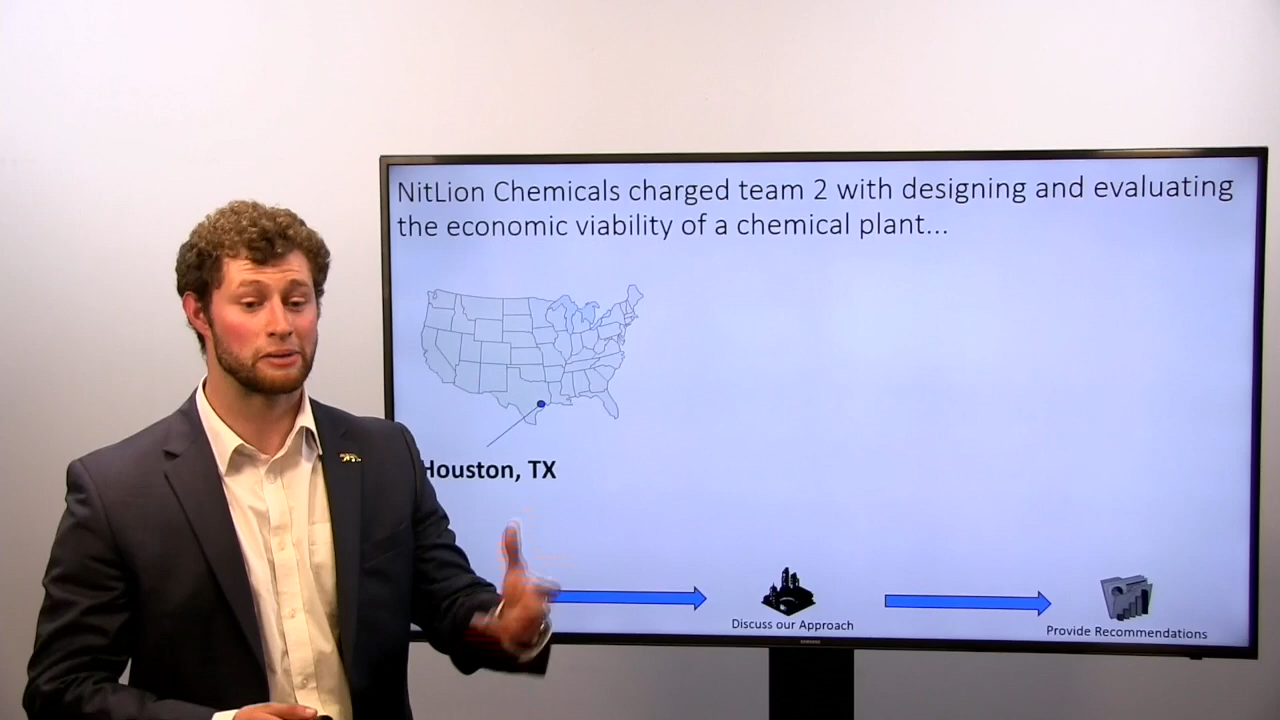 NitLion Chemicals charged team 2 with designing and evaluating
the economic viability of a chemical plant...
Houston, TX
Discuss our Approach
Provide Recommendations
SAMSUNG